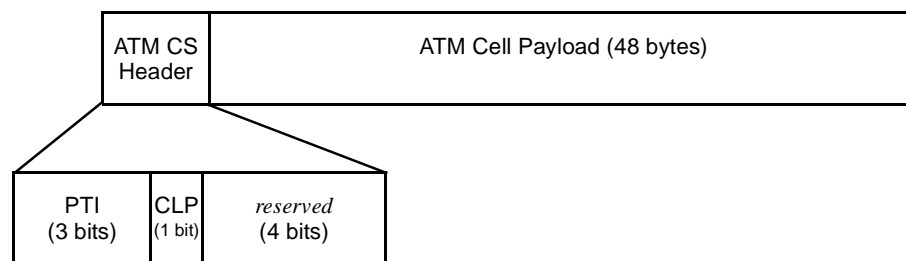 ATM CS
Header
ATM Cell Payload (48 bytes)
PTI
(3 bits)
CLP
(1 bit)
reserved
(4 bits)